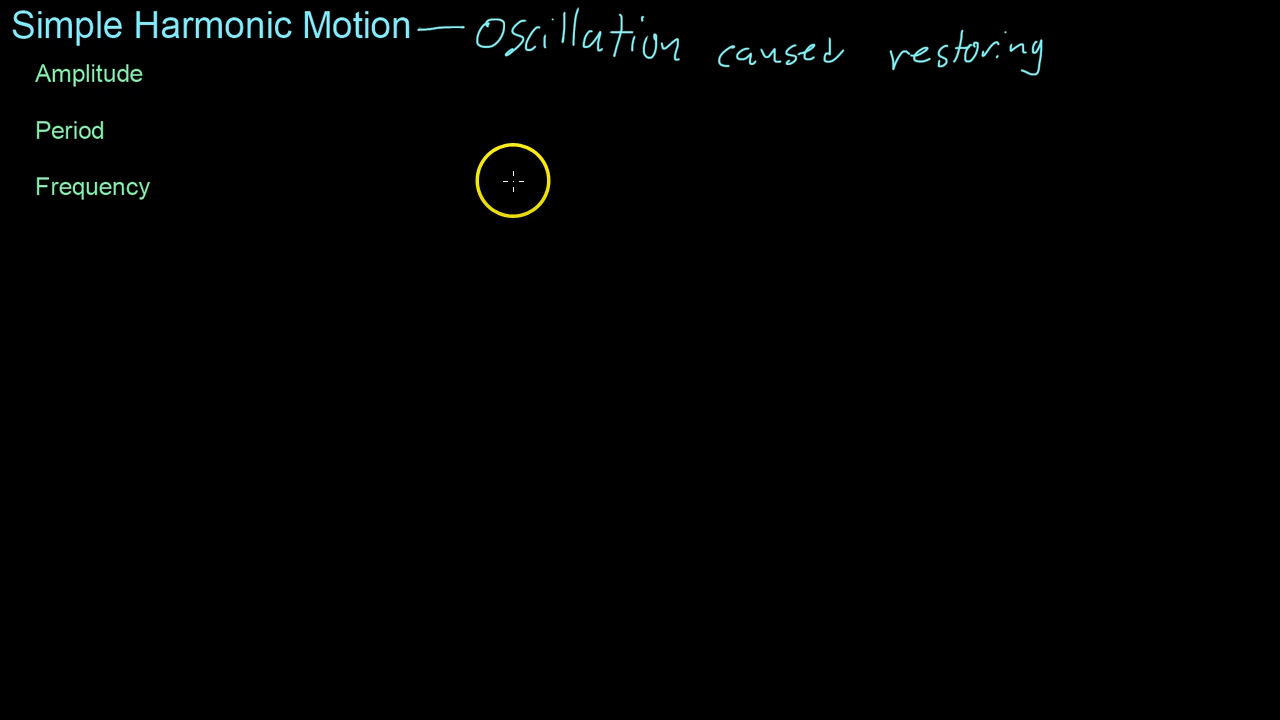 Simple Harmonic Motion — Oscillation caused restoring
Amplitude
Period
Frequency